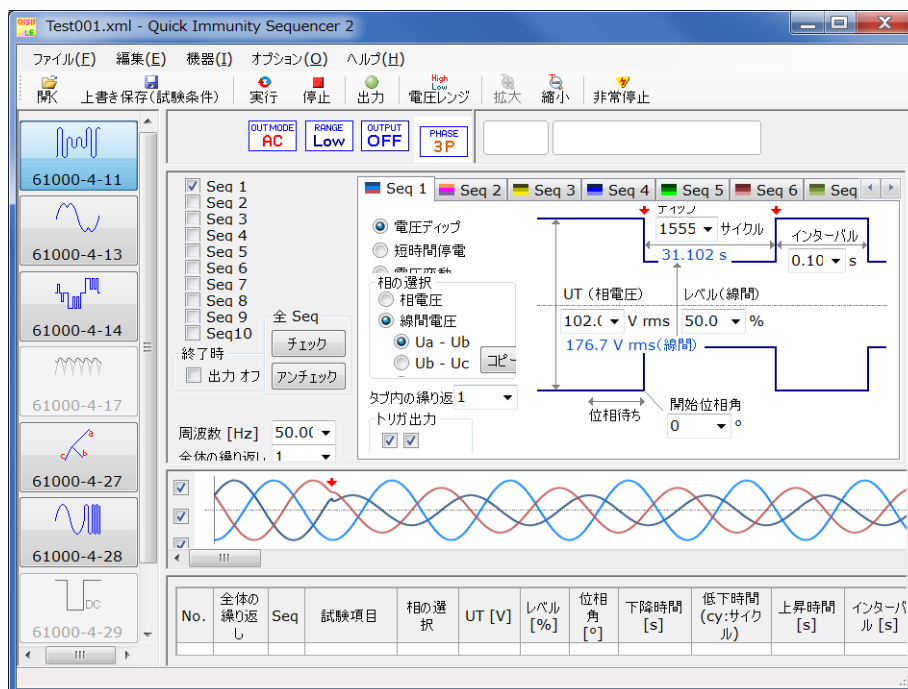 Test001.xml - Quick Immunity Sequencer 2
ファイル(F) 編集(E) 機器(I) オプション(O) ヘルプ(H)
開く 上書き保存(試験条件) 実行 停止 出力 電圧レンジ 拡大 縮小 非常停止
High
Low
OUT MODE
AC
RANGE
Low
OUTPUT
OFF
PHASE
3P
61000-4-11
61000-4-13
61000-4-14
61000-4-17
a
c
b
61000-4-27
61000-4-28
DC
61000-4-29
Seq 1
Seq 2
Seq 3
Seq 4
Seq 5
Seq 6
Seq 7
Seq 8
Seq 9
Seq10
全 Seq
チェック
アンチェック
終了時
出力 オフ
周波数 [Hz] 50.0
全体の繰り返し 1
Seq 1 Seq 2 Seq 3 Seq 4 Seq 5 Seq 6 Seq
電圧ディップ
短時間停電
電圧変動
相の選択
相電圧
線間電圧
Ua - Ub
Ub - Uc
コピー
タブ内の繰り返 1
トリガ出力
ディップ
1555 サイクル
31.102 s
インターバル
0.10 s
UT (相電圧)
102.0 V rms
176.7 V rms(線間)
レベル(線間)
50.0 %
位相待ち
開始位相角
0 °
No. 全体の繰り返し Seq 試験項目 相の選択 UT [V] レベル [%] 位相角 [°] 下降時間 [s] 低下時間 (cy:サイクル) 上昇時間 [s] インターバル [s]